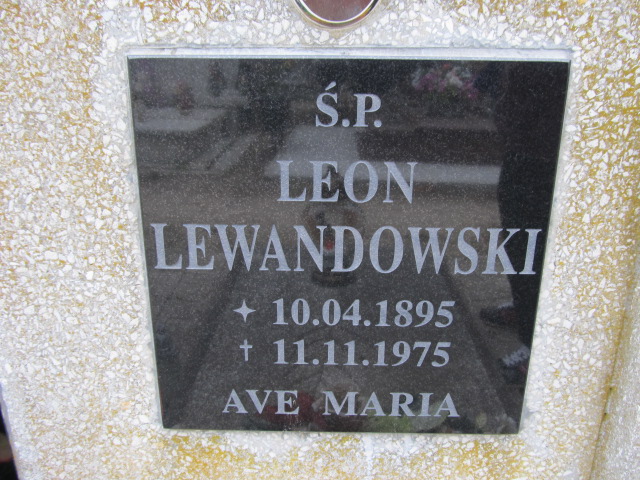 Ś.P.
LEON
LEWANDOWSKI
✦ 10.04.1895
† 11.11.1975
AVE MARIA